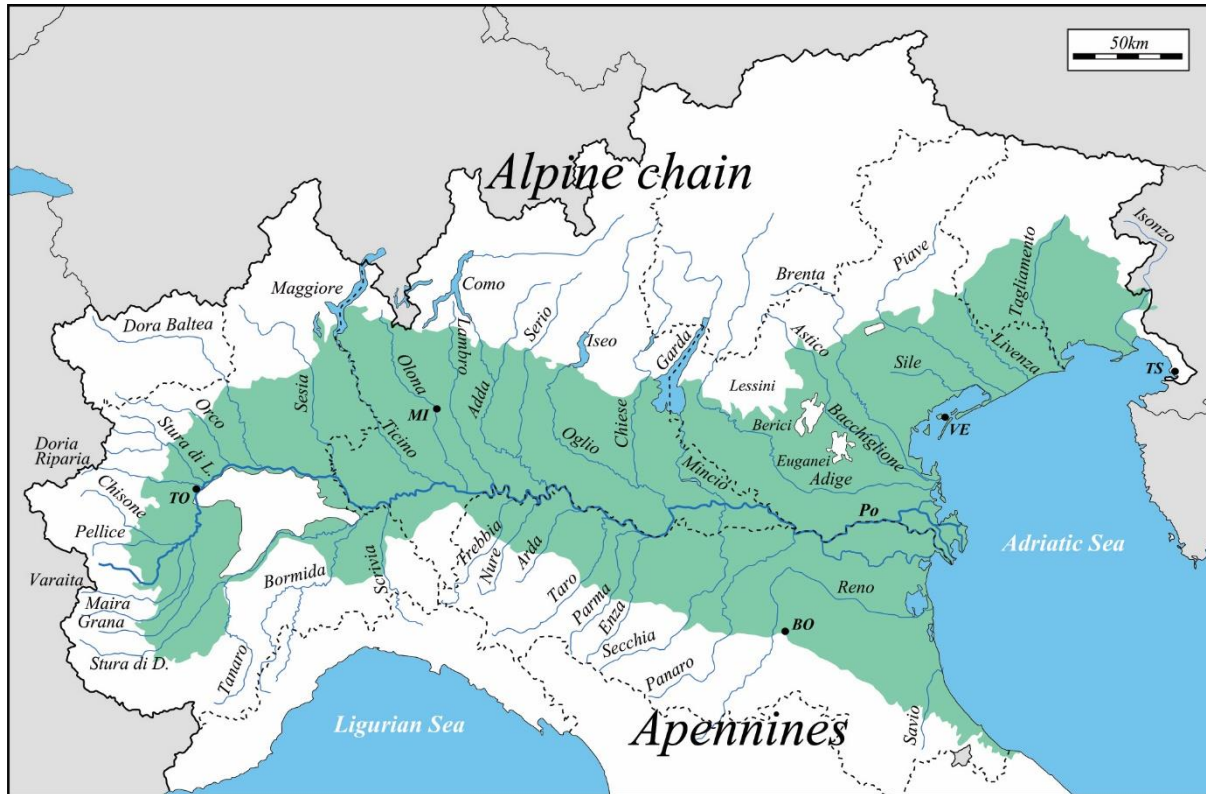 50km
Alpine chain
Isonzo
Tagliamento
Piave
Brenta
Maggiore
Como
Dora Baltea
Serio
Lambro
Iseo
Garda
Astico
Livenza
Olona
Adda
Sile
TS
Sesia
Lessini
MI
Orco
Chiese
Berici
Bacchiglione
VE
Stura di L.
Ticino
Oglio
Doria
Riparia
Euganei
Adige
Mincio
TO
Chisone
Po
Pellice
Adriatic Sea
Trebbia
Nure
Arda
Scrivia
Varaita
Bormida
Taro
Parma
Reno
Maira
Enza
Grana
BO
Secchia
Stura di D.
Panaro
Tanaro
Savio
Ligurian Sea
Apennines